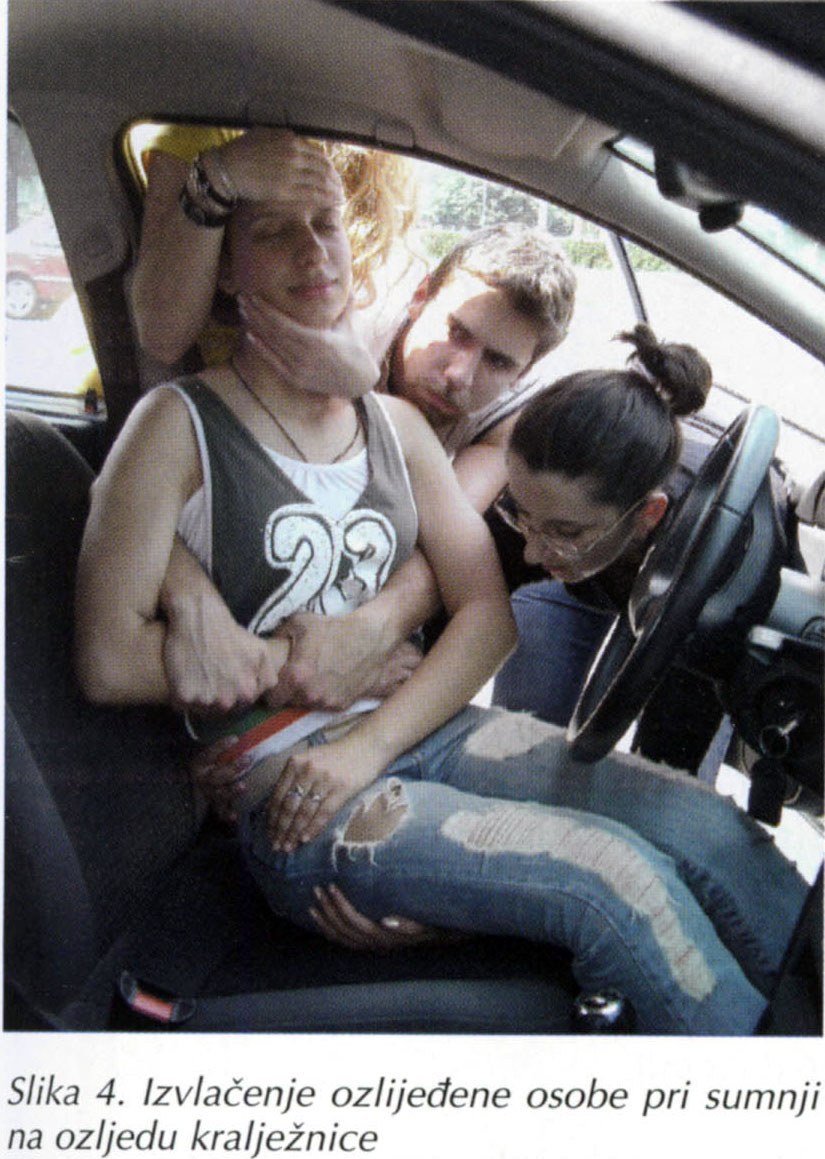 23
Slika 4. Izvlačenje ozlijeđene osobe pri sumnji
na ozljedu kralježnice